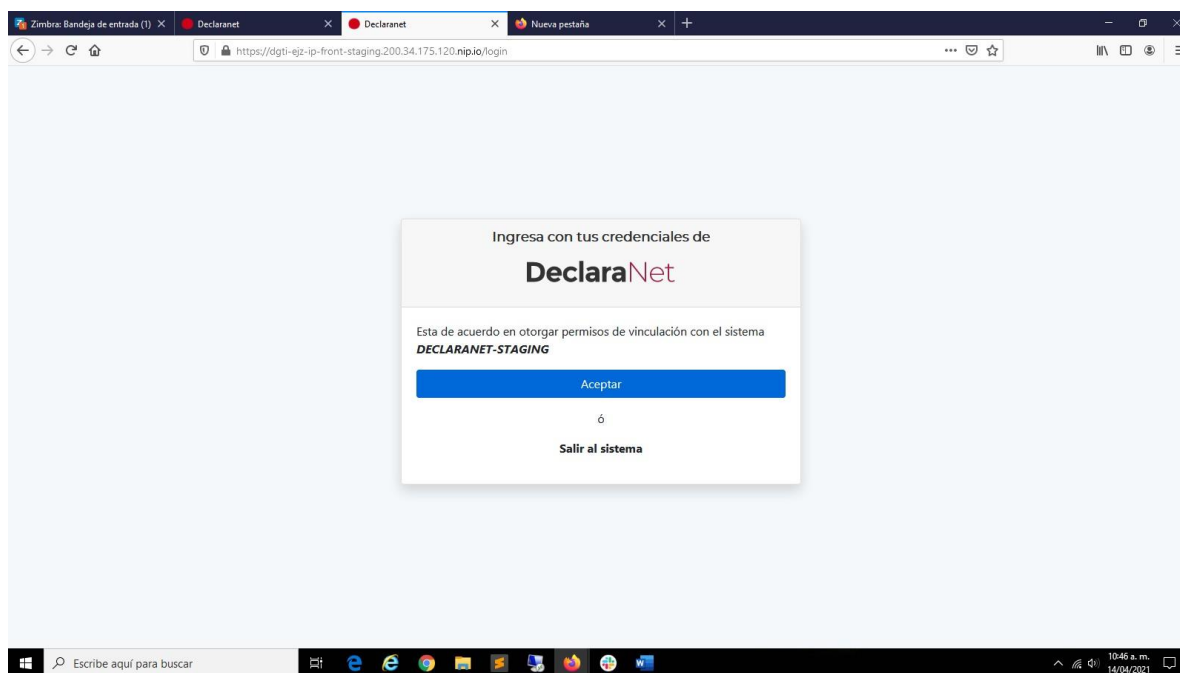 Zimbra: Bandeja de entrada (1)
Declaranet
Declaranet
Nueva pestaña
https://dgti-ejz-ip-front-staging.200.34.175.120.nip.io/login
Ingresa con tus credenciales de
DeclaraNet
Esta de acuerdo en otorgar permisos de vinculación con el sistema
DECLARANET-STAGING
Aceptar
ó
Salir al sistema
Escribe aquí para buscar
10:46 a. m.
14/04/2021